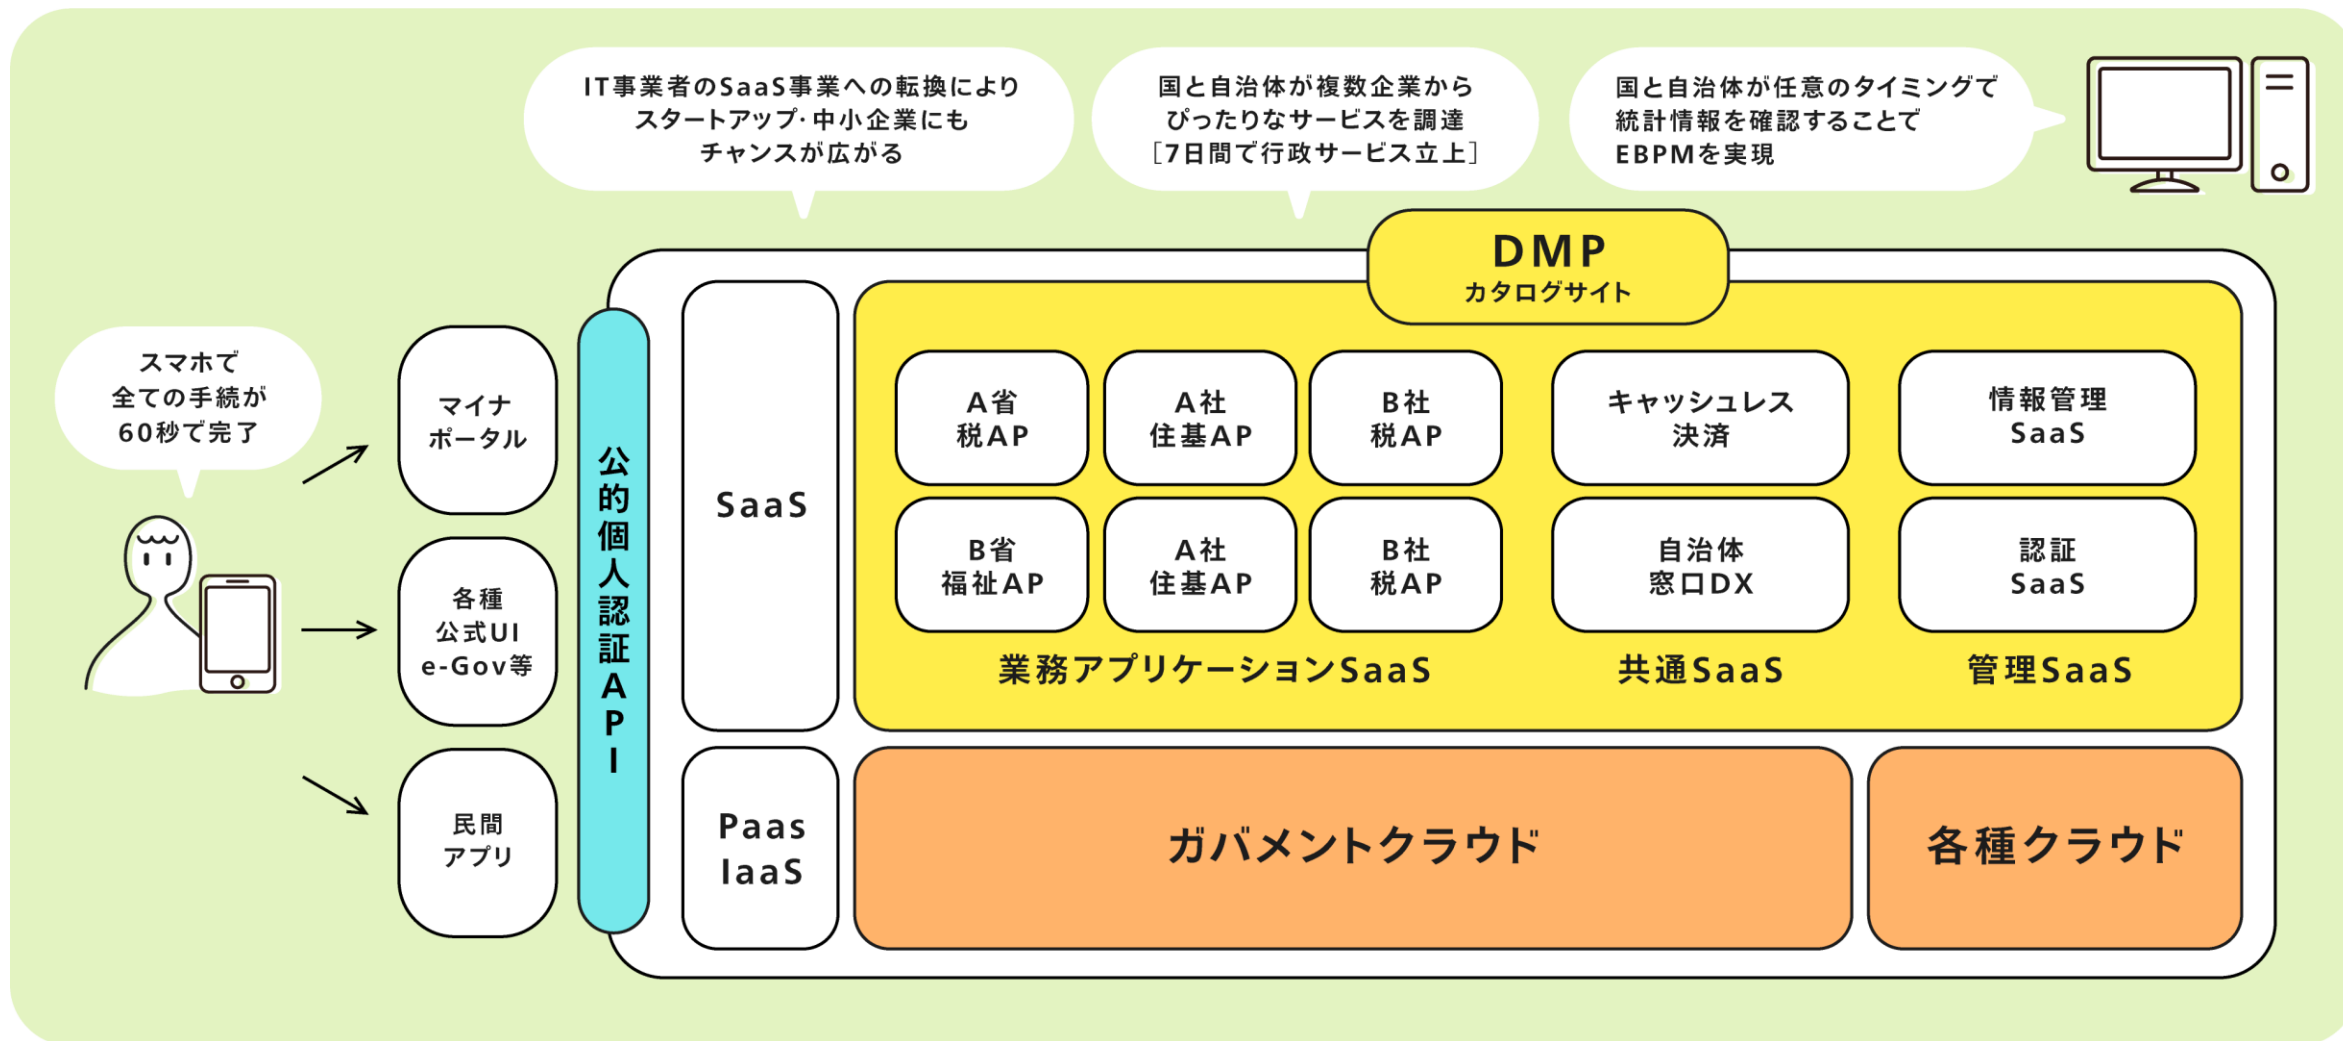 IT事業者のSaaS事業への転換により
スタートアップ・中小企業にも
チャンスが広がる
国と自治体が複数企業から
ぴったりなサービスを調達
［7日間で行政サービス立上］
国と自治体が任意のタイミングで
統計情報を確認することで
EBPMを実現
スマホで
全ての手続が
60秒で完了
マイナ
ポータル
各種
公式UI
e-Gov等
民間
アプリ
公的個人認証API
SaaS
Paas
IaaS
DMP
カタログサイト
A省
税AP
A社
住基AP
B社
税AP
キャッシュレス
決済
情報管理
SaaS
B省
福祉AP
A社
住基AP
B社
税AP
自治体
窓口DX
認証
SaaS
業務アプリケーションSaaS
共通SaaS
管理SaaS
ガバメントクラウド
各種クラウド